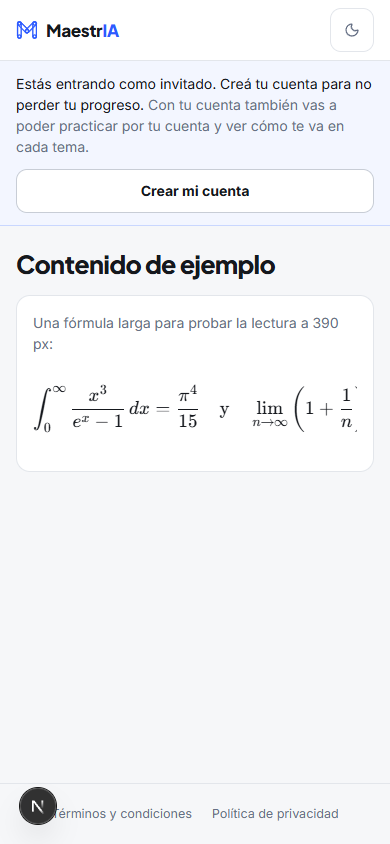 MaestrIA
Estás entrando como invitado. Creá tu cuenta para no
perder tu progreso. Con tu cuenta también vas a
poder practicar por tu cuenta y ver cómo te va en
cada tema.
Crear mi cuenta
Contenido de ejemplo
Una fórmula larga para probar la lectura a 390
px:
∫₀^∞ x³/(eˣ − 1) dx = π⁴/15 y lim n→∞ (1 + 1/n
N
Términos y condiciones Política de privacidad